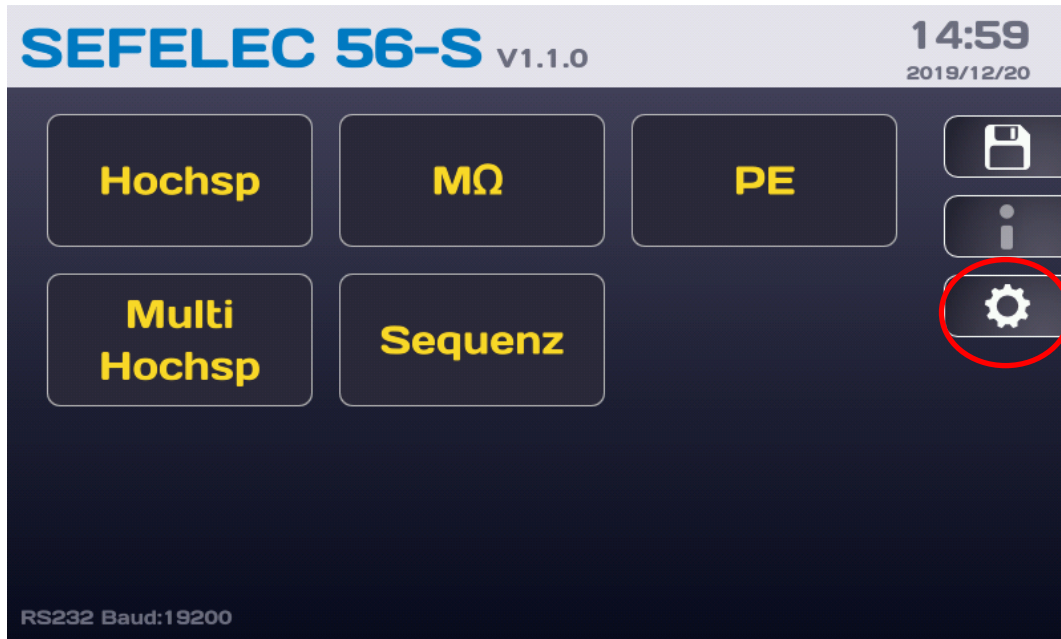 SEFELEC 56-S V1.1.0
14:59
2019/12/20
Hochsp
MΩ
PE
Multi
Hochsp
Sequenz
RS232 Baud:19200